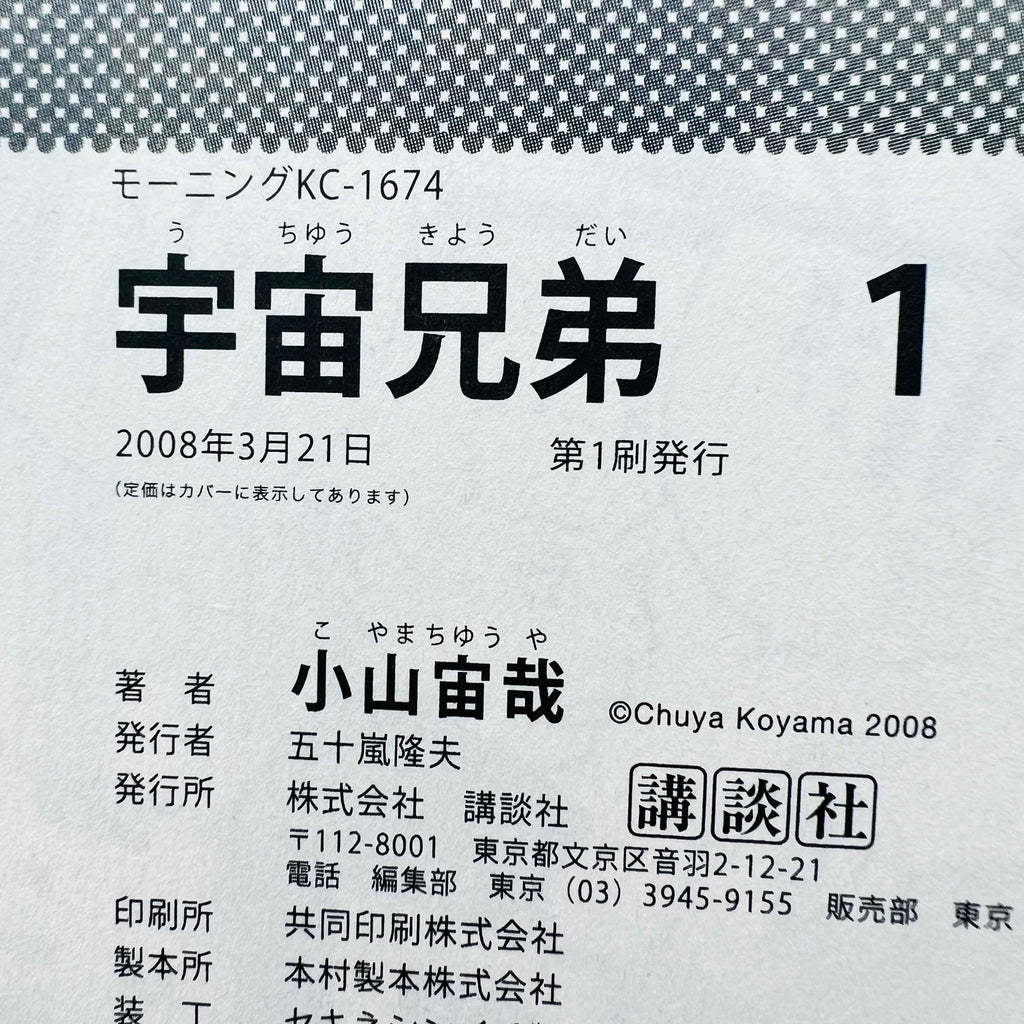 モーニングKC-1674
う ちゆう きよう だい
宇宙兄弟 1
2008年3月21日 第1刷発行
(定価はカバーに表示してあります)
こ やまちゆう や
著 者 小山宙哉 ©Chuya Koyama 2008
発行者 五十嵐隆夫
発行所 株式会社 講談社 講談社
〒112-8001 東京都文京区音羽2-12-21
電話 編集部 東京(03)3945-9155 販売部 東京
印刷所 共同印刷株式会社
製本所 本村製本株式会社